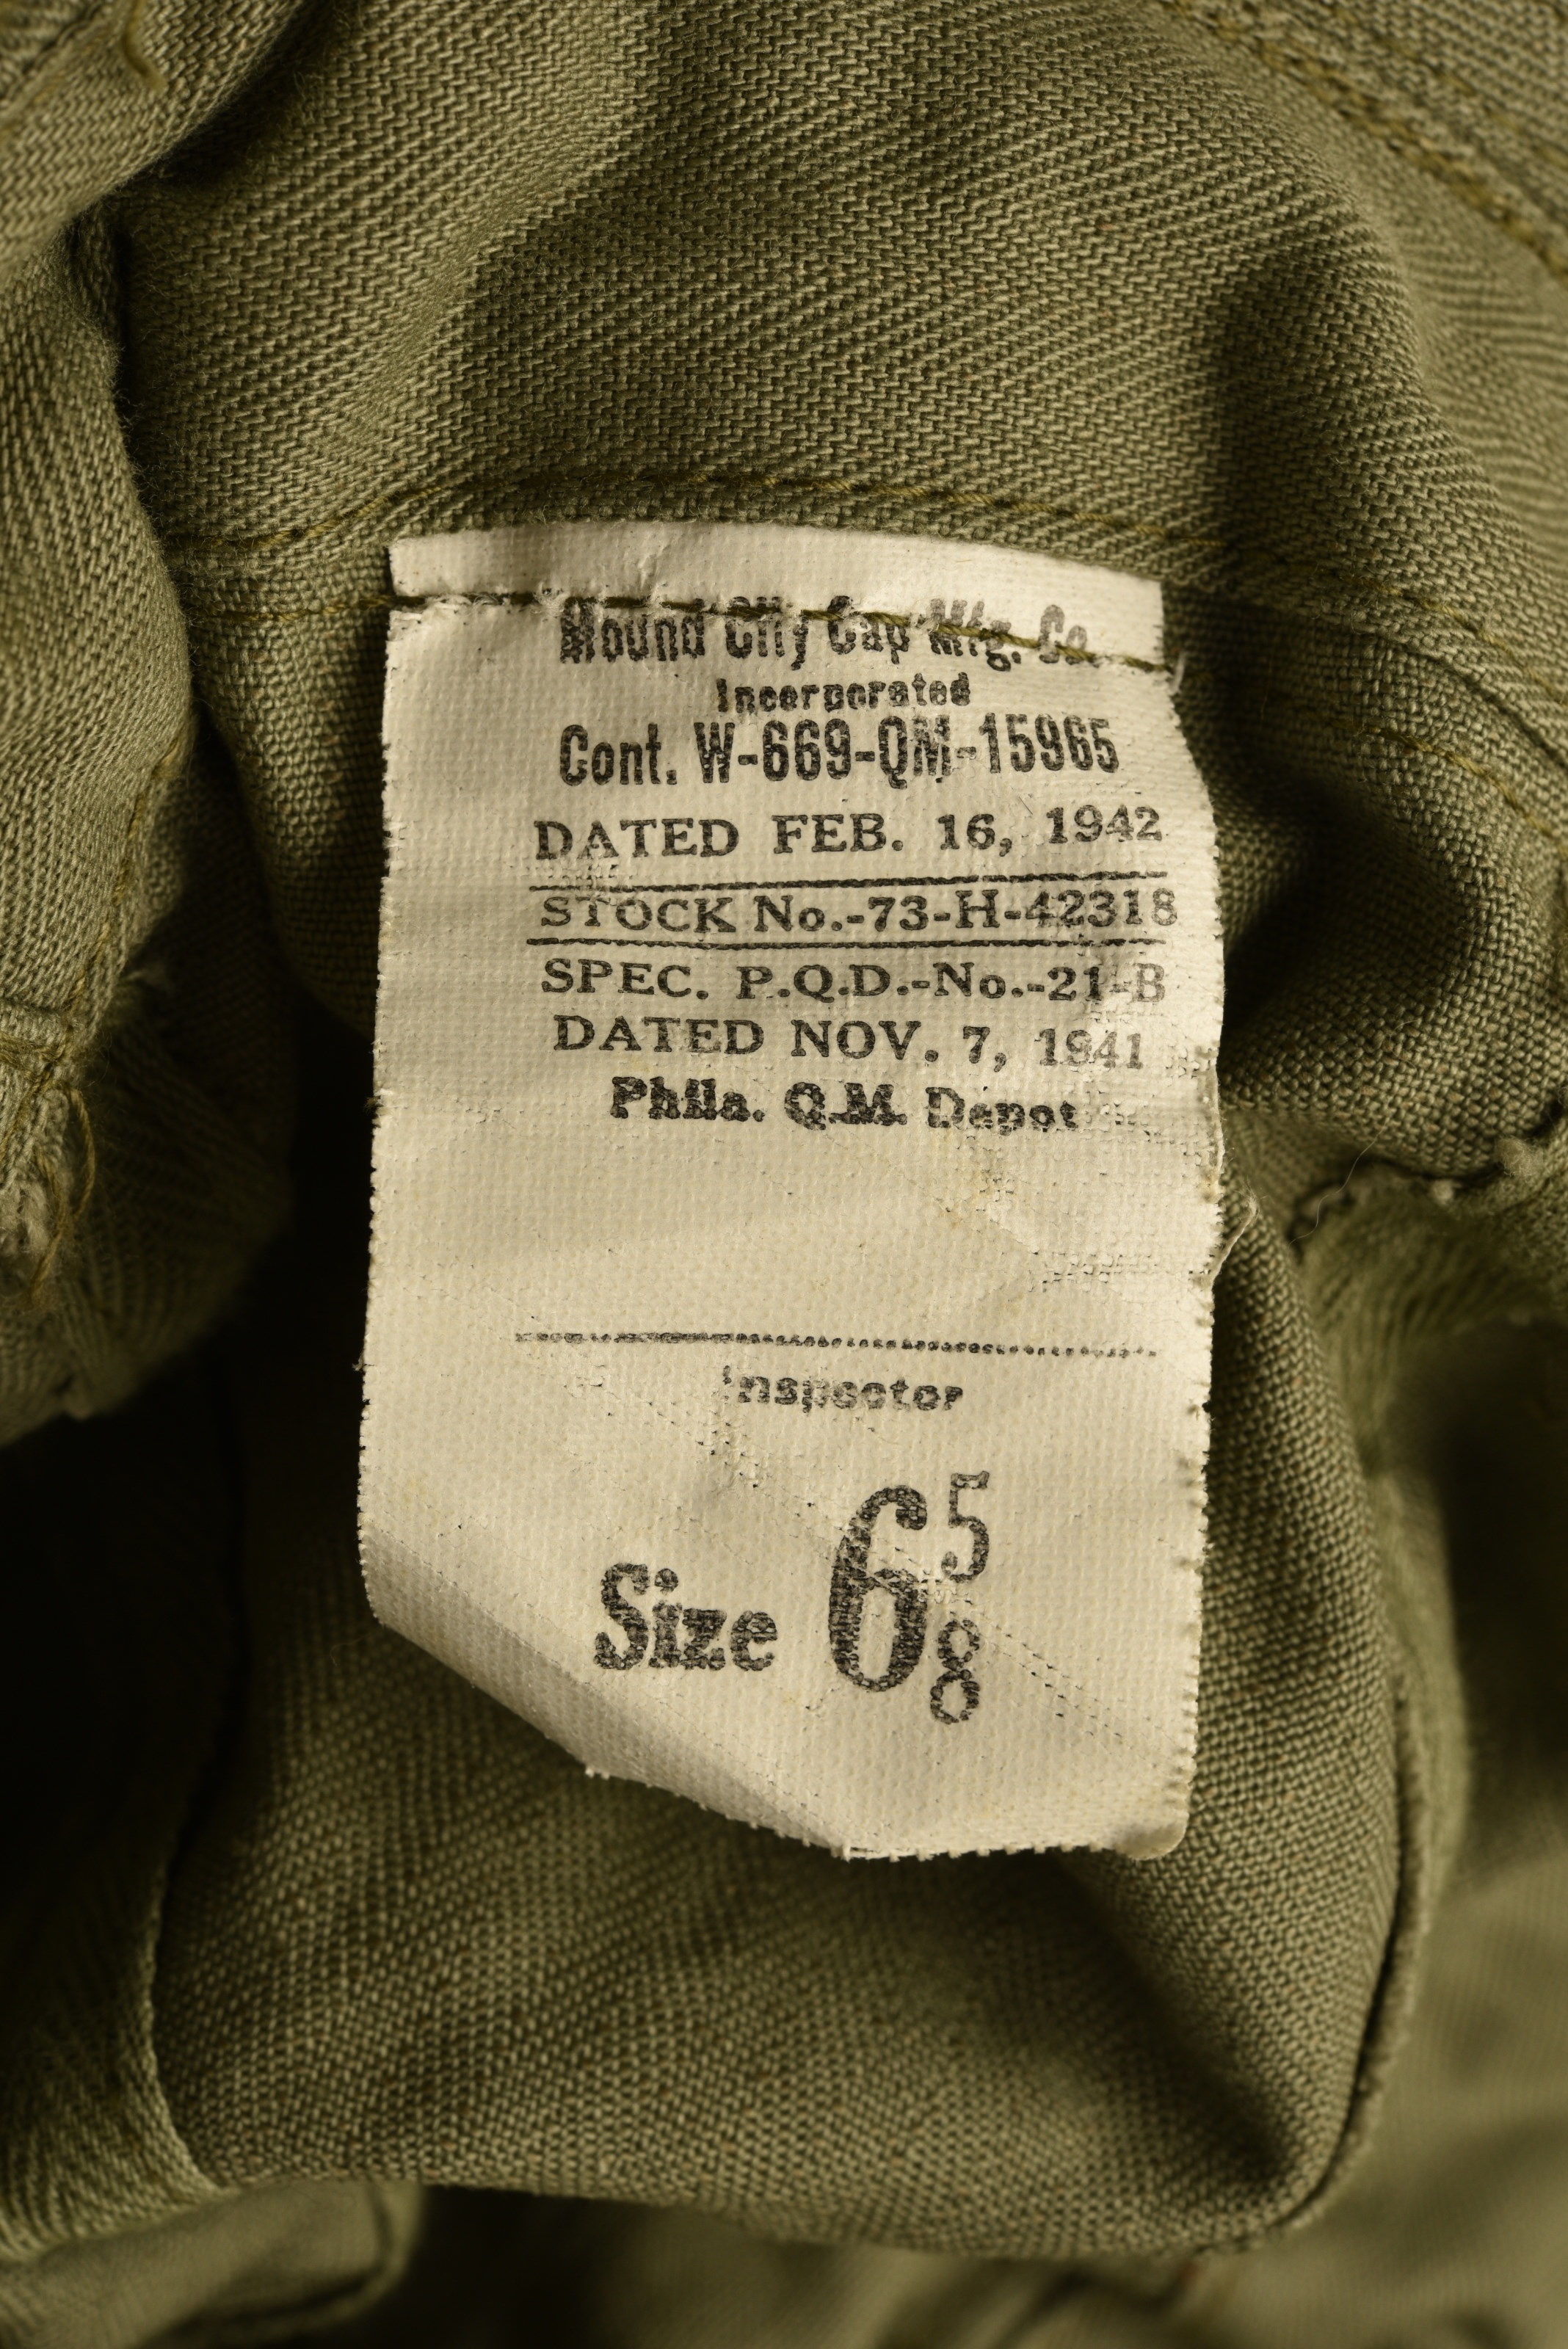 Mound City Cap Mfg. Co.
Incorporated
Cont. W-669-QM-15965
DATED FEB. 16, 1942
STOCK No.-73-H-42318
SPEC. P.Q.D.-No.-21-B
DATED NOV. 7, 1941
Phila. Q.M. Depot
Inspector
Size 6 5/8